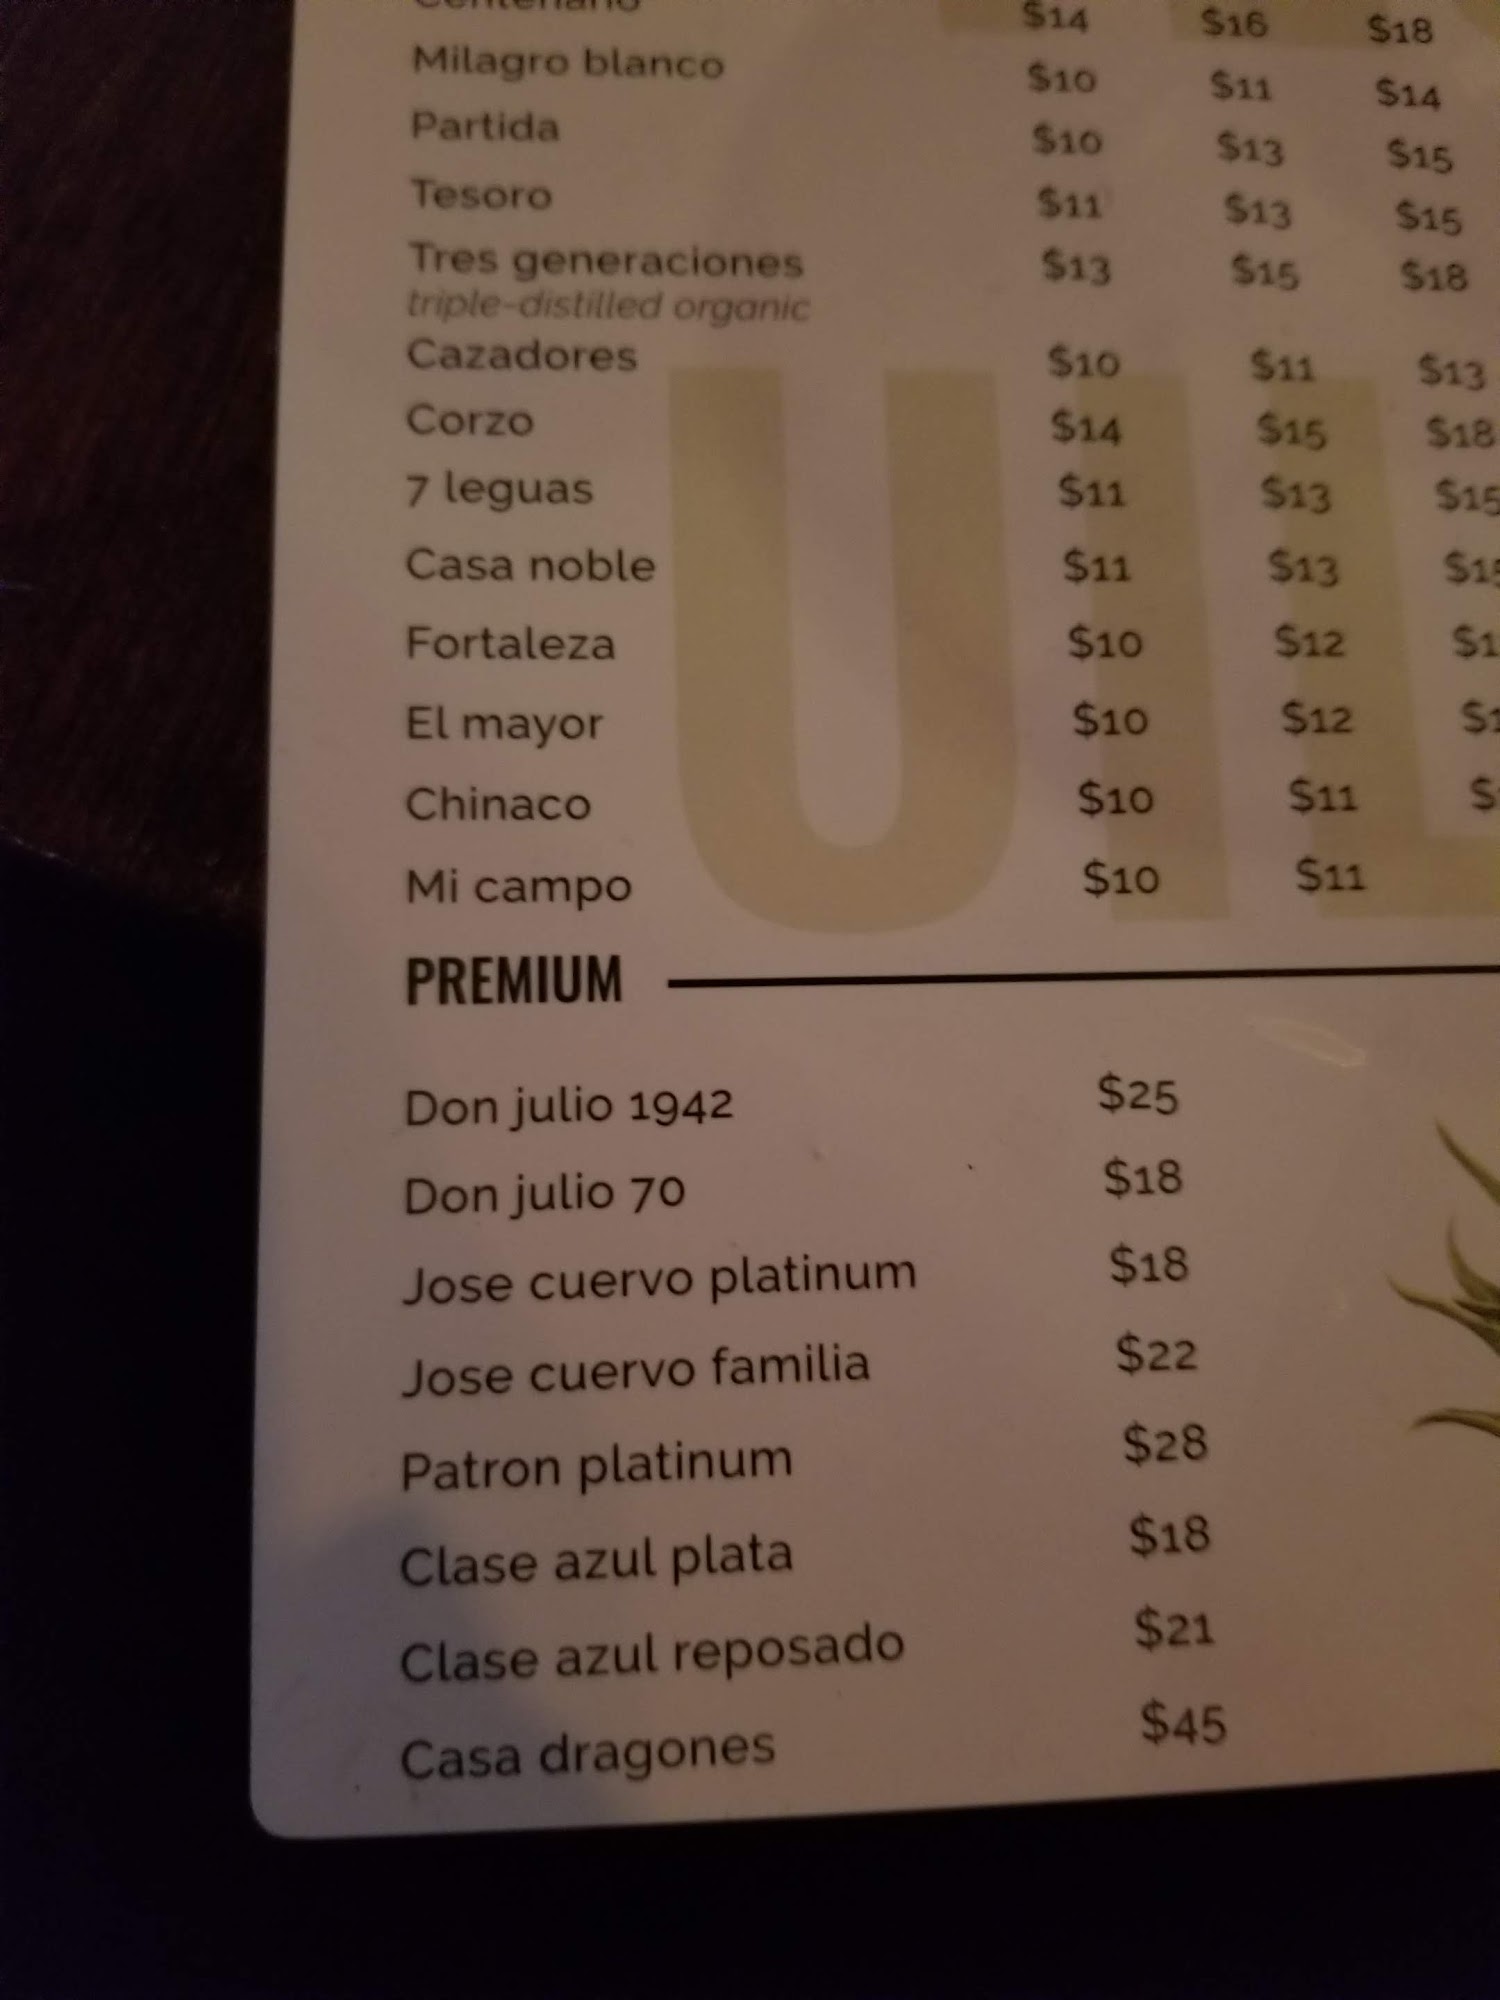 Centenario $14 $16 $18
Milagro blanco $10 $11 $14
Partida $10 $13 $15
Tesoro $11 $13 $15
Tres generaciones $13 $15 $18
triple-distilled organic
Cazadores $10 $11 $13
Corzo $14 $15 $18
7 leguas $11 $13 $15
Casa noble $11 $13
Fortaleza $10 $12
El mayor $10 $12
Chinaco $10 $11
Mi campo $10 $11
UIL
PREMIUM
Don julio 1942 $25
Don julio 70 $18
Jose cuervo platinum $18
Jose cuervo familia $22
Patron platinum $28
Clase azul plata $18
Clase azul reposado $21
Casa dragones $45